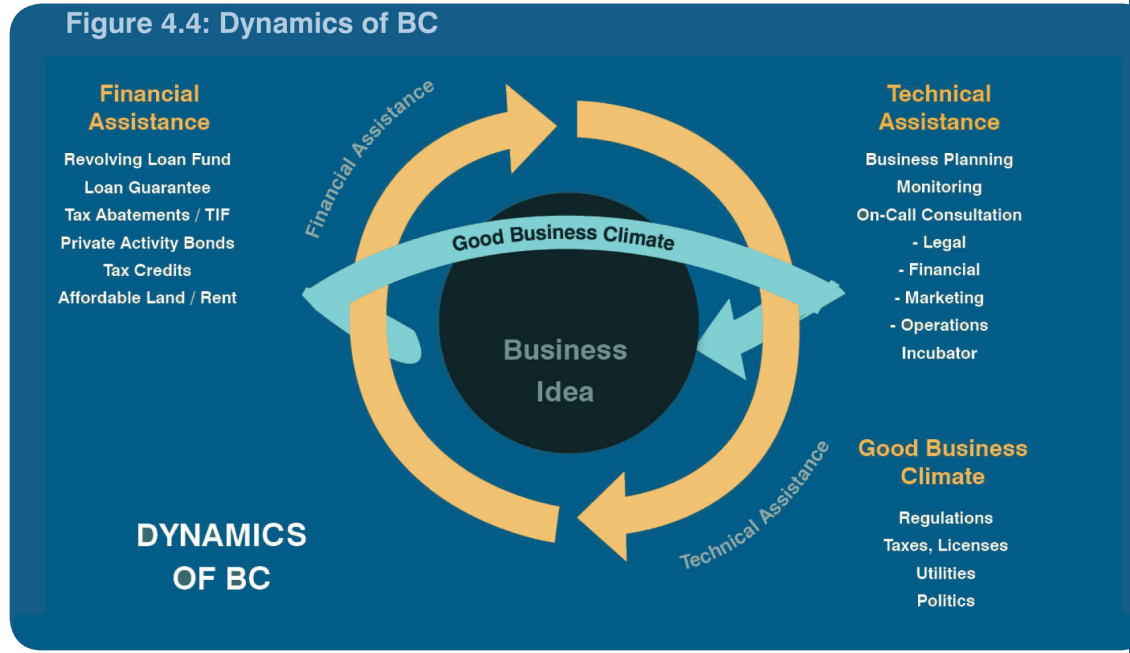 Figure 4.4: Dynamics of BC
Financial
Assistance
Revolving Loan Fund
Loan Guarantee
Tax Abatements / TIF
Private Activity Bonds
Tax Credits
Affordable Land / Rent
Financial Assistance
Good Business Climate
Business
Idea
Technical Assistance
Technical
Assistance
Business Planning
Monitoring
On-Call Consultation
- Legal
- Financial
- Marketing
- Operations
Incubator
Good Business
Climate
Regulations
Taxes, Licenses
Utilities
Politics
DYNAMICS
OF BC